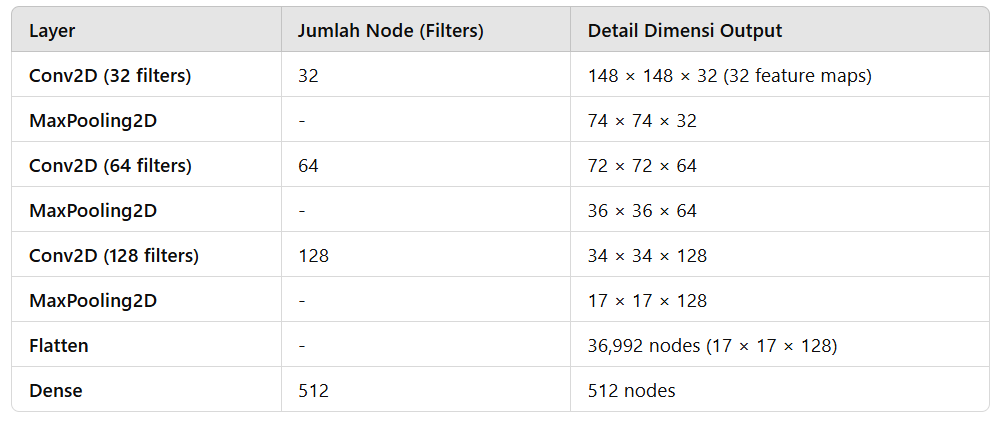 Layer Jumlah Node (Filters) Detail Dimensi Output
Conv2D (32 filters) 32 148 × 148 × 32 (32 feature maps)
MaxPooling2D - 74 × 74 × 32
Conv2D (64 filters) 64 72 × 72 × 64
MaxPooling2D - 36 × 36 × 64
Conv2D (128 filters) 128 34 × 34 × 128
MaxPooling2D - 17 × 17 × 128
Flatten - 36,992 nodes (17 × 17 × 128)
Dense 512 512 nodes